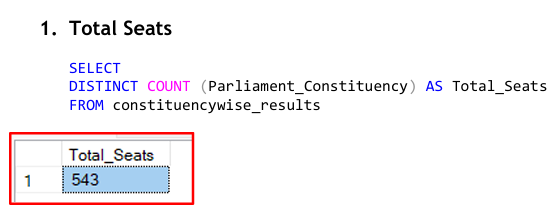 1. Total Seats
SELECT
DISTINCT COUNT (Parliament_Constituency) AS Total_Seats
FROM constituencywise_results
Total_Seats
1 543